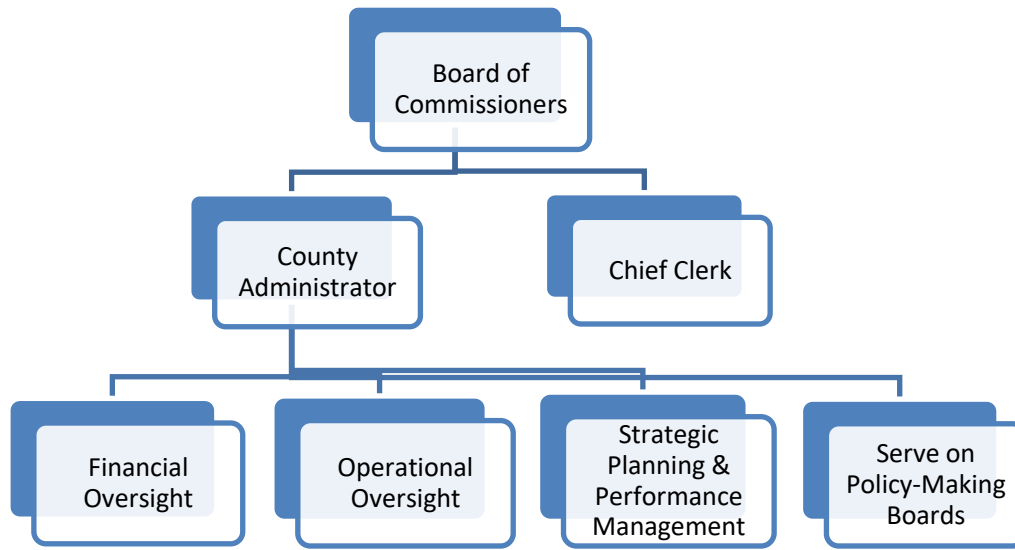 Board of
Commissioners
County
Administrator
Chief Clerk
Financial
Oversight
Operational
Oversight
Strategic
Planning &
Performance
Management
Serve on
Policy-Making
Boards